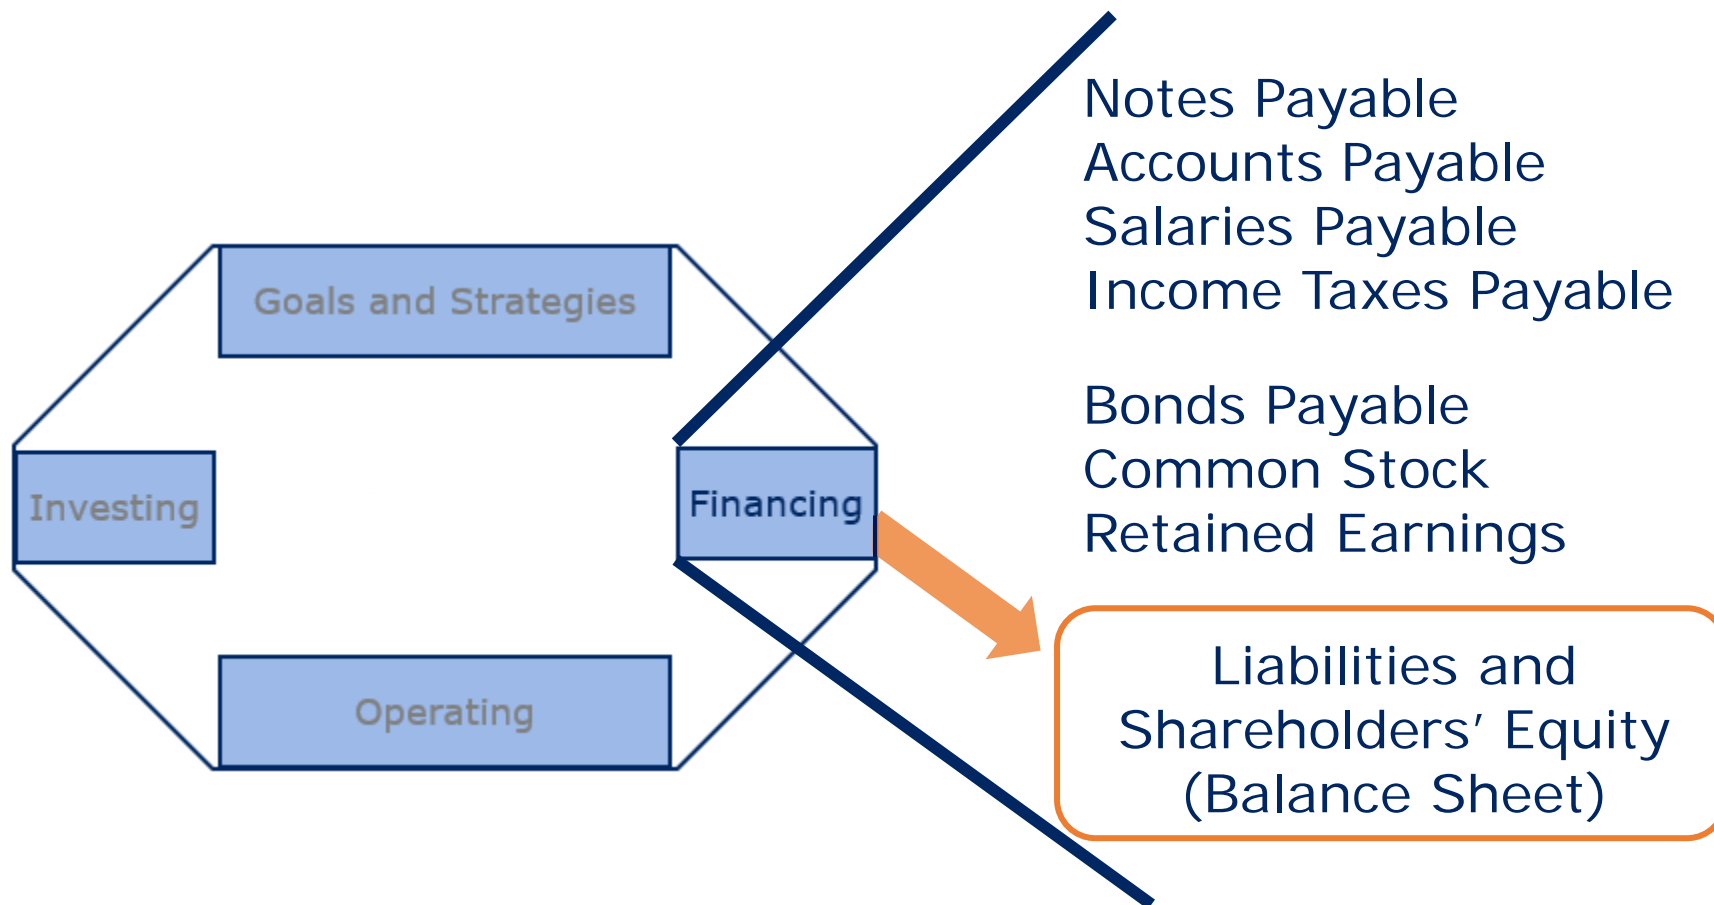 Notes Payable
Accounts Payable
Salaries Payable
Income Taxes Payable
Bonds Payable
Common Stock
Retained Earnings
Goals and Strategies
Investing
Financing
Operating
Liabilities and
Shareholders’ Equity
(Balance Sheet)